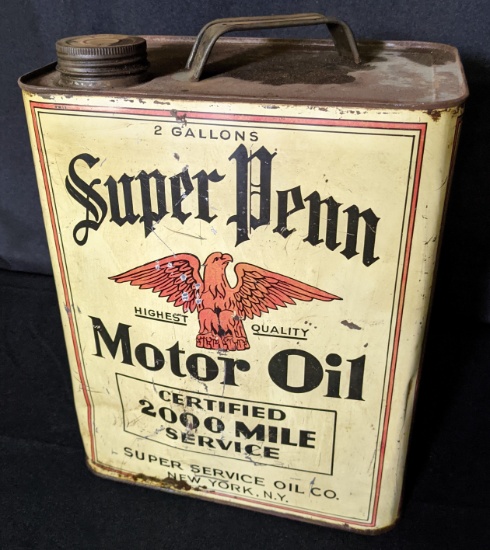 2 GALLONS
Super Penn
HIGHEST QUALITY
Motor Oil
CERTIFIED
2000 MILE
SERVICE
SUPER SERVICE OIL CO.
NEW YORK, N.Y.